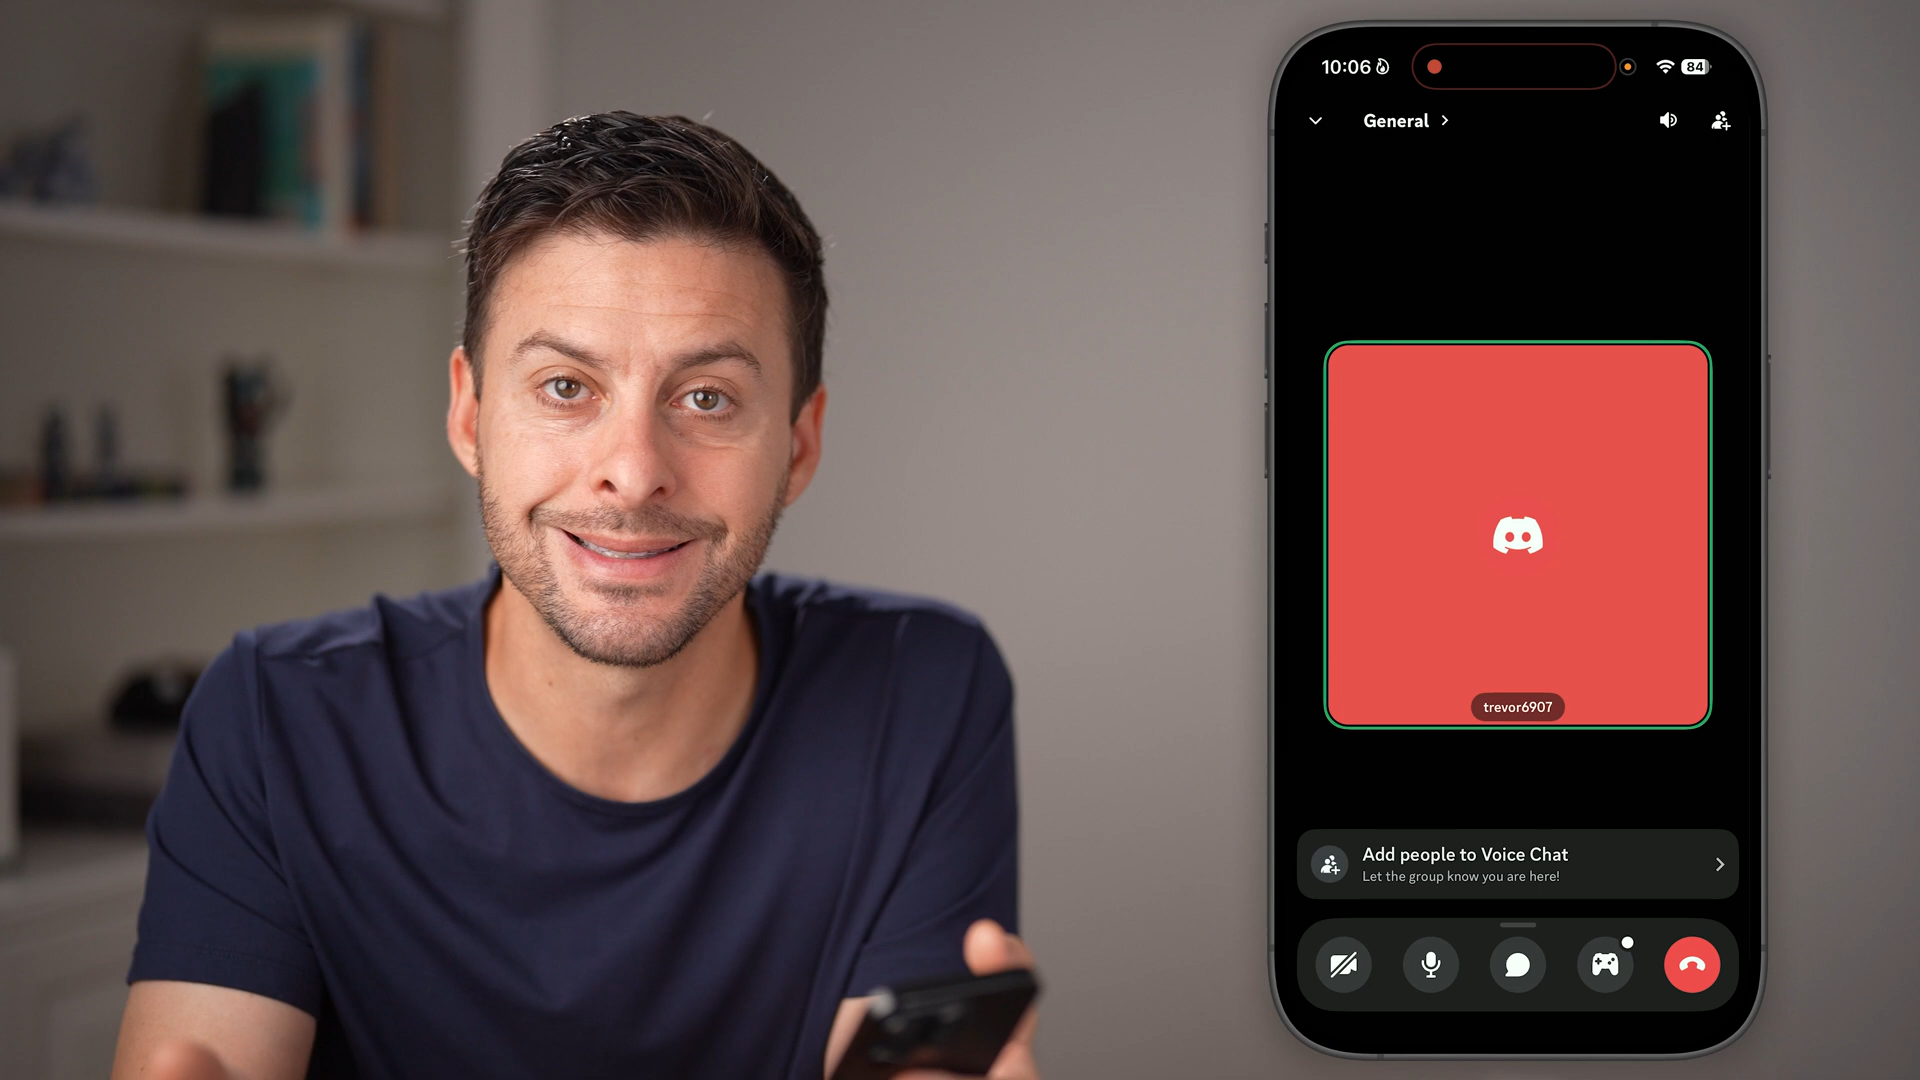 10:06
84
General
trevor6907
Add people to Voice Chat
Let the group know you are here!